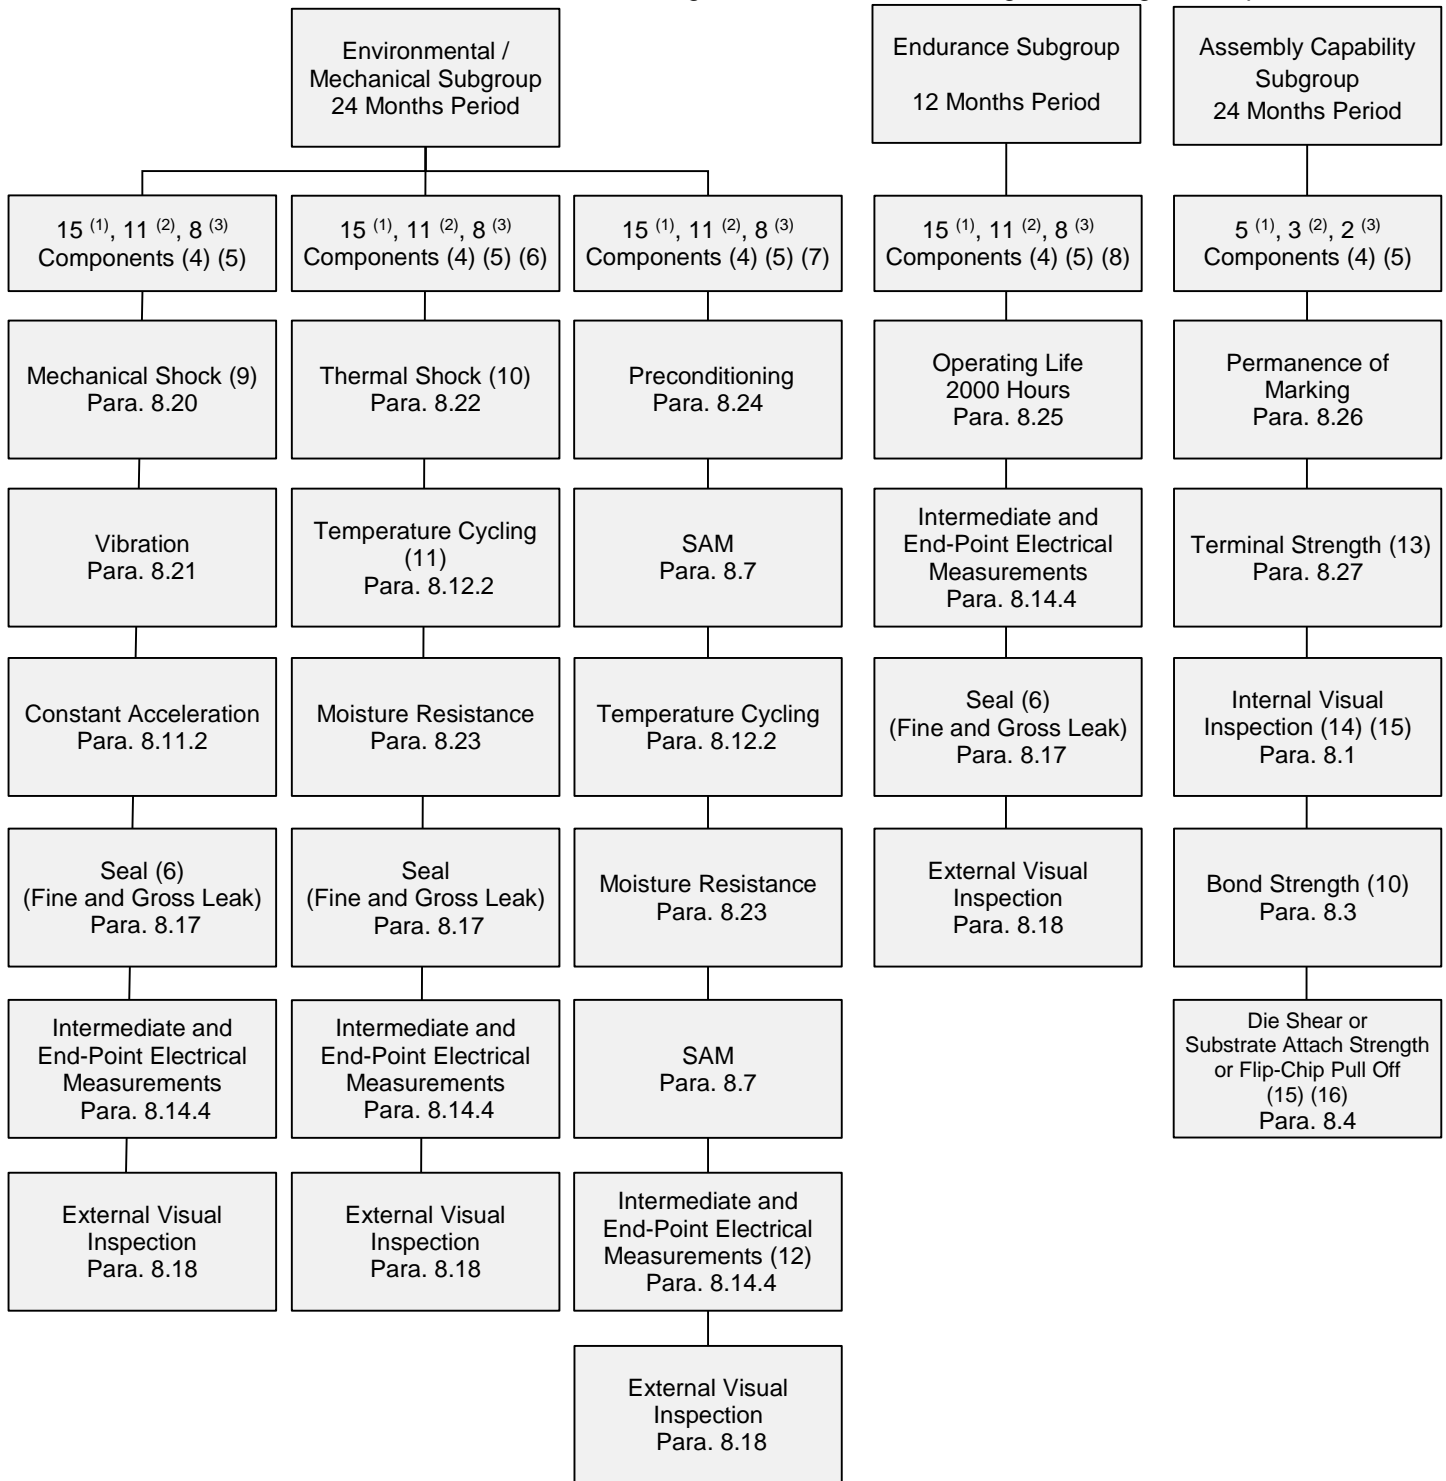 Environmental /
Mechanical Subgroup
24 Months Period
Endurance Subgroup
12 Months Period
Assembly Capability
Subgroup
24 Months Period
15 (1), 11 (2), 8 (3)
Components (4) (5)
15 (1), 11 (2), 8 (3)
Components (4) (5) (6)
15 (1), 11 (2), 8 (3)
Components (4) (5) (7)
15 (1), 11 (2), 8 (3)
Components (4) (5) (8)
5 (1), 3 (2), 2 (3)
Components (4) (5)
Mechanical Shock (9)
Para. 8.20
Thermal Shock (10)
Para. 8.22
Preconditioning
Para. 8.24
Operating Life
2000 Hours
Para. 8.25
Permanence of
Marking
Para. 8.26
Vibration
Para. 8.21
Temperature Cycling
(11)
Para. 8.12.2
SAM
Para. 8.7
Intermediate and
End-Point Electrical
Measurements
Para. 8.14.4
Terminal Strength (13)
Para. 8.27
Constant Acceleration
Para. 8.11.2
Moisture Resistance
Para. 8.23
Temperature Cycling
Para. 8.12.2
Seal (6)
(Fine and Gross Leak)
Para. 8.17
Internal Visual
Inspection (14) (15)
Para. 8.1
Seal (6)
(Fine and Gross Leak)
Para. 8.17
Seal
(Fine and Gross Leak)
Para. 8.17
Moisture Resistance
Para. 8.23
External Visual
Inspection
Para. 8.18
Bond Strength (10)
Para. 8.3
Intermediate and
End-Point Electrical
Measurements
Para. 8.14.4
Intermediate and
End-Point Electrical
Measurements
Para. 8.14.4
SAM
Para. 8.7
Die Shear or
Substrate Attach Strength
or Flip-Chip Pull Off
(15) (16)
Para. 8.4
External Visual
Inspection
Para. 8.18
External Visual
Inspection
Para. 8.18
Intermediate and
End-Point Electrical
Measurements (12)
Para. 8.14.4
External Visual
Inspection
Para. 8.18